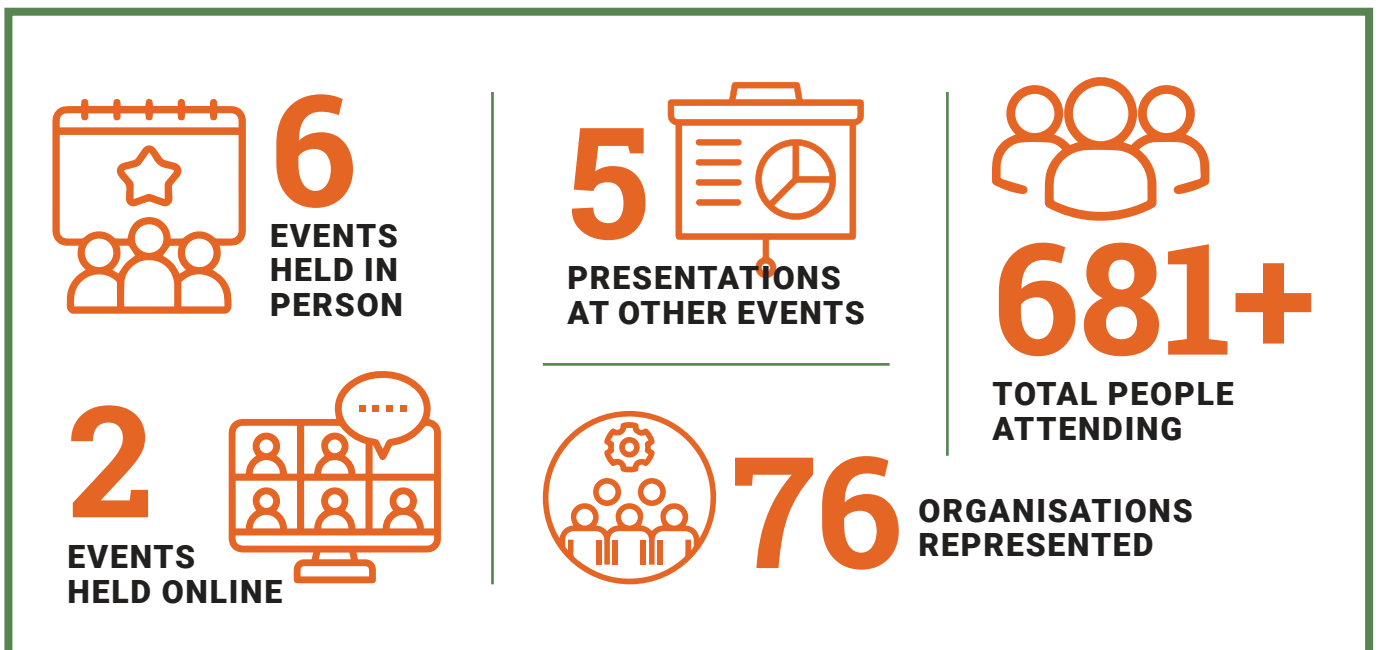 6
EVENTS
HELD IN
PERSON
2
EVENTS
HELD ONLINE
5
PRESENTATIONS
AT OTHER EVENTS
76
ORGANISATIONS
REPRESENTED
681+
TOTAL PEOPLE
ATTENDING